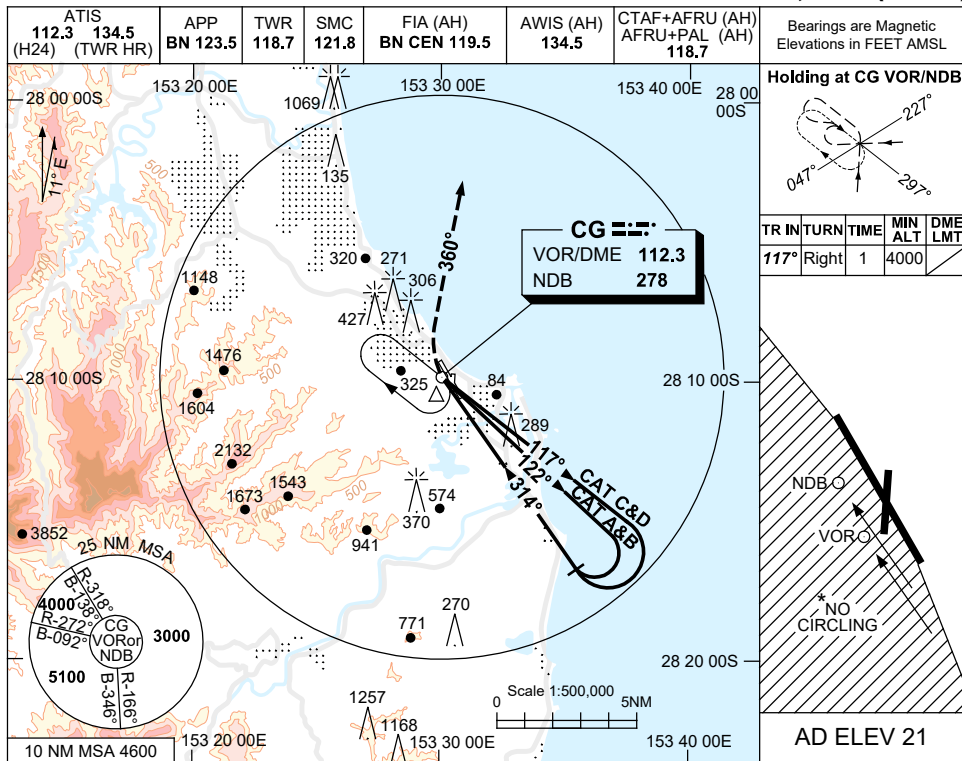 ATIS
112.3 134.5
(H24) (TWR HR)
APP
BN 123.5
TWR
118.7
SMC
121.8
FIA (AH)
BN CEN 119.5
AWIS (AH)
134.5
CTAF+AFRU (AH)
AFRU+PAL (AH)
118.7
Bearings are Magnetic
Elevations in FEET AMSL
28 00 00S
153 20 00E
153 30 00E
153 40 00E
28 00
00S
11° E
500
1069
135
360°
CG
VOR/DME 112.3
NDB 278
320
271
306
427
1148
1000
500
1476
500
1604
325
84
28 10 00S
28 10 00S
289
117°
CAT C&D
122°
CAT A&B
314°
2132
1543
1673
1000
500
574
370
941
3852
25 NM MSA
R-318°
B-138°
4000
R-272°
B-092°
CG
VORor
NDB
3000
5100
B-346°
R-166°
771
270
28 20 00S
Scale 1:500,000
0
5NM
1257
1168
10 NM MSA 4600
153 20 00E
153 30 00E
153 40 00E
Holding at CG VOR/NDB
227°
047°
297°
TR IN TURN TIME MIN ALT DME LMT
117° Right 1 4000
NDB
VOR
*NO
CIRCLING
AD ELEV 21